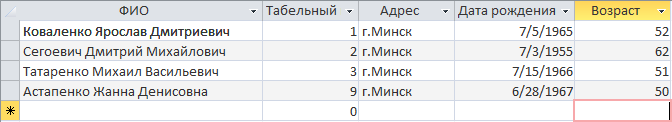 ФИО Табельный Адрес Дата рождения Возраст
Коваленко Ярослав Дмитриевич 1 г.Минск 7/5/1965 52
Сегоевич Дмитрий Михайлович 2 г.Минск 7/3/1955 62
Татаренко Михаил Васильевич 3 г.Минск 7/15/1966 51
Астапенко Жанна Денисовна 9 г.Минск 6/28/1967 50
0